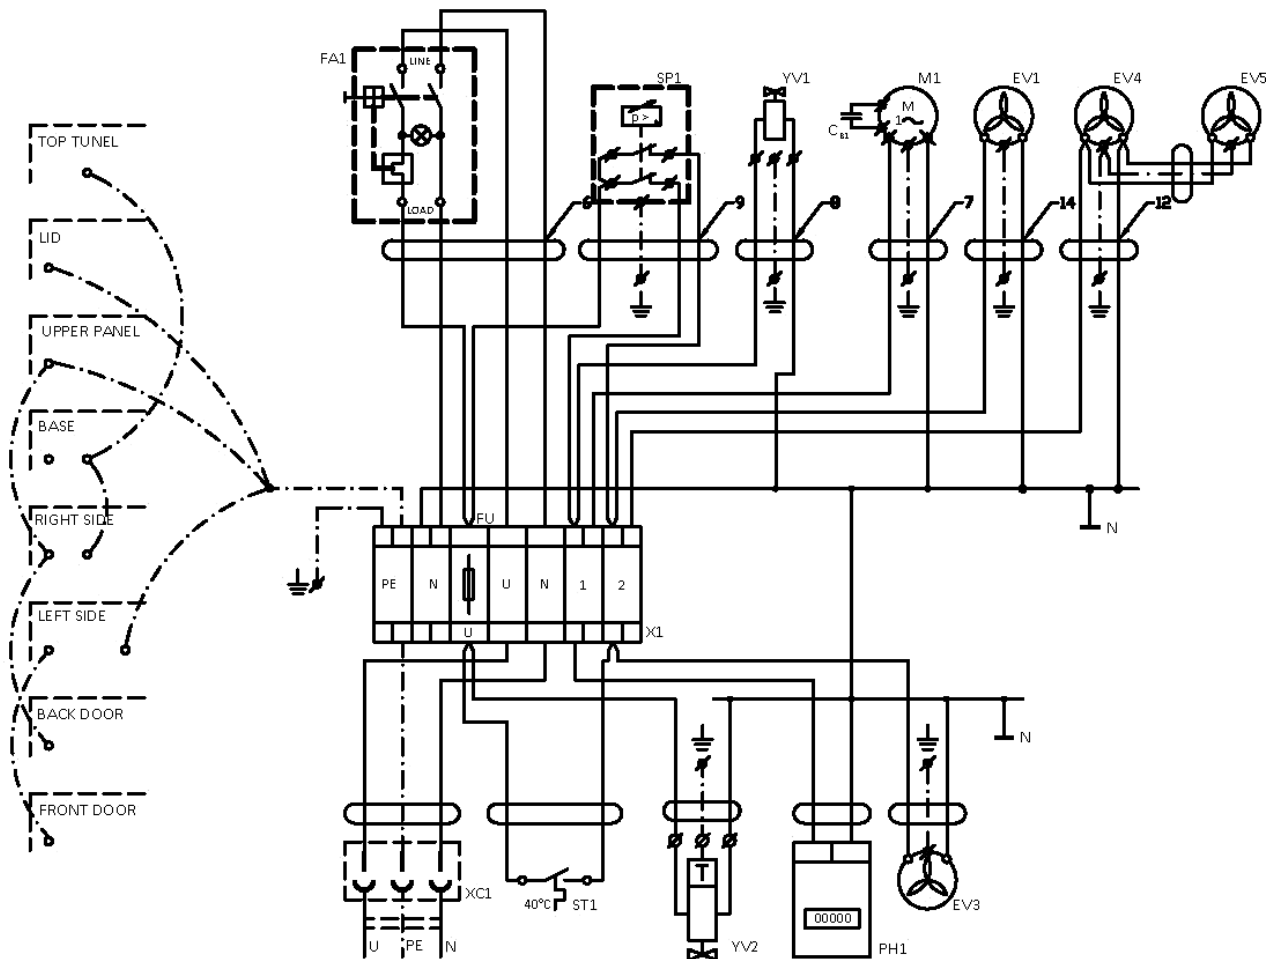 FA1
LINE
LOAD
SP1
p >
YV1
M1
M
1~
C B1
EV1
EV4
EV5
6
9
8
7
14
12
TOP TUNEL
LID
UPPER PANEL
BASE
RIGHT SIDE
LEFT SIDE
BACK DOOR
FRONT DOOR
N
FU
PE
N
U
N
1
2
U
X1
N
XC1
U
PE
N
40°C
ST1
YV2
00000
PH1
EV3